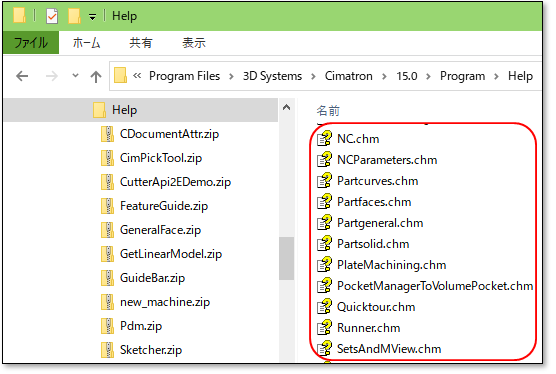 Help
ファイル ホーム 共有 表示
Program Files > 3D Systems > Cimatron > 15.0 > Program > Help
Help
CDocumentAttr.zip
CimPickTool.zip
CutterApi2EDemo.zip
FeatureGuide.zip
GeneralFace.zip
GetLinearModel.zip
GuideBar.zip
new_machine.zip
Pdm.zip
Sketcher.zip
名前
NC.chm
NCParameters.chm
Partcurves.chm
Partfaces.chm
Partgeneral.chm
Partsolid.chm
PlateMachining.chm
PocketManagerToVolumePocket.chm
Quicktour.chm
Runner.chm
SetsAndMView.chm